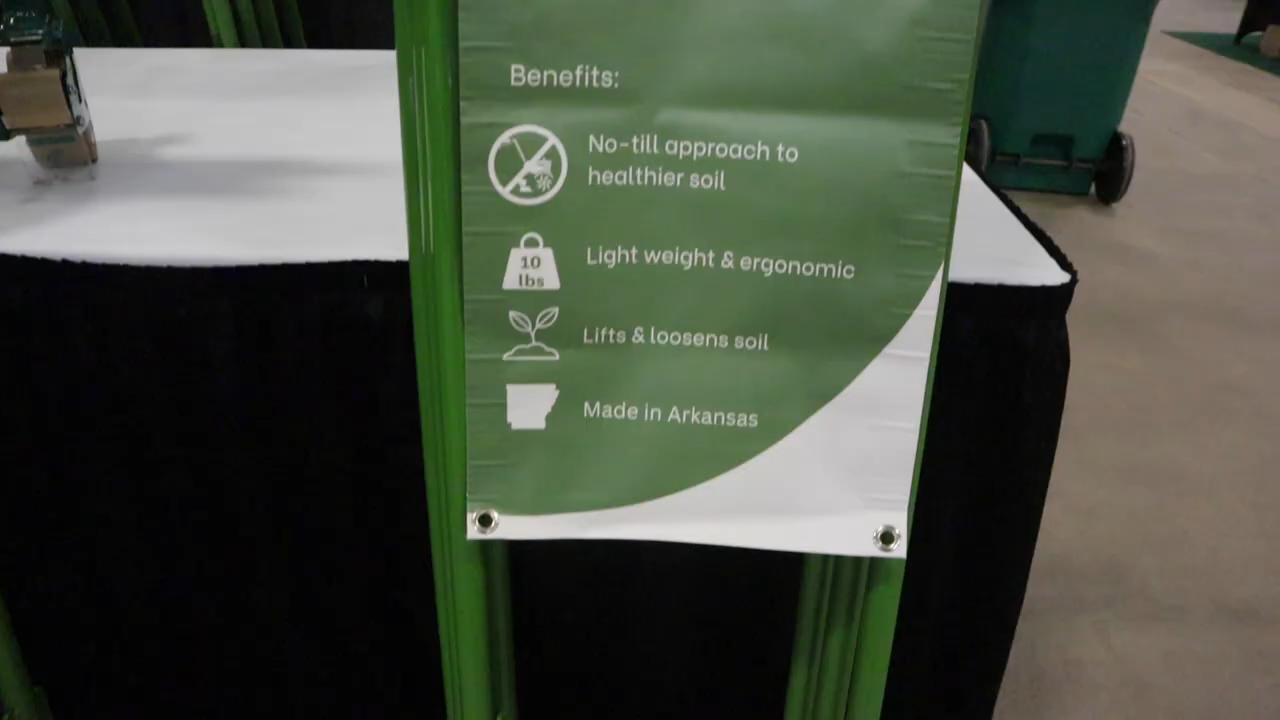 Benefits:
No-till approach to
healthier soil
10
lbs
Light weight & ergonomic
Lifts & loosens soil
Made in Arkansas